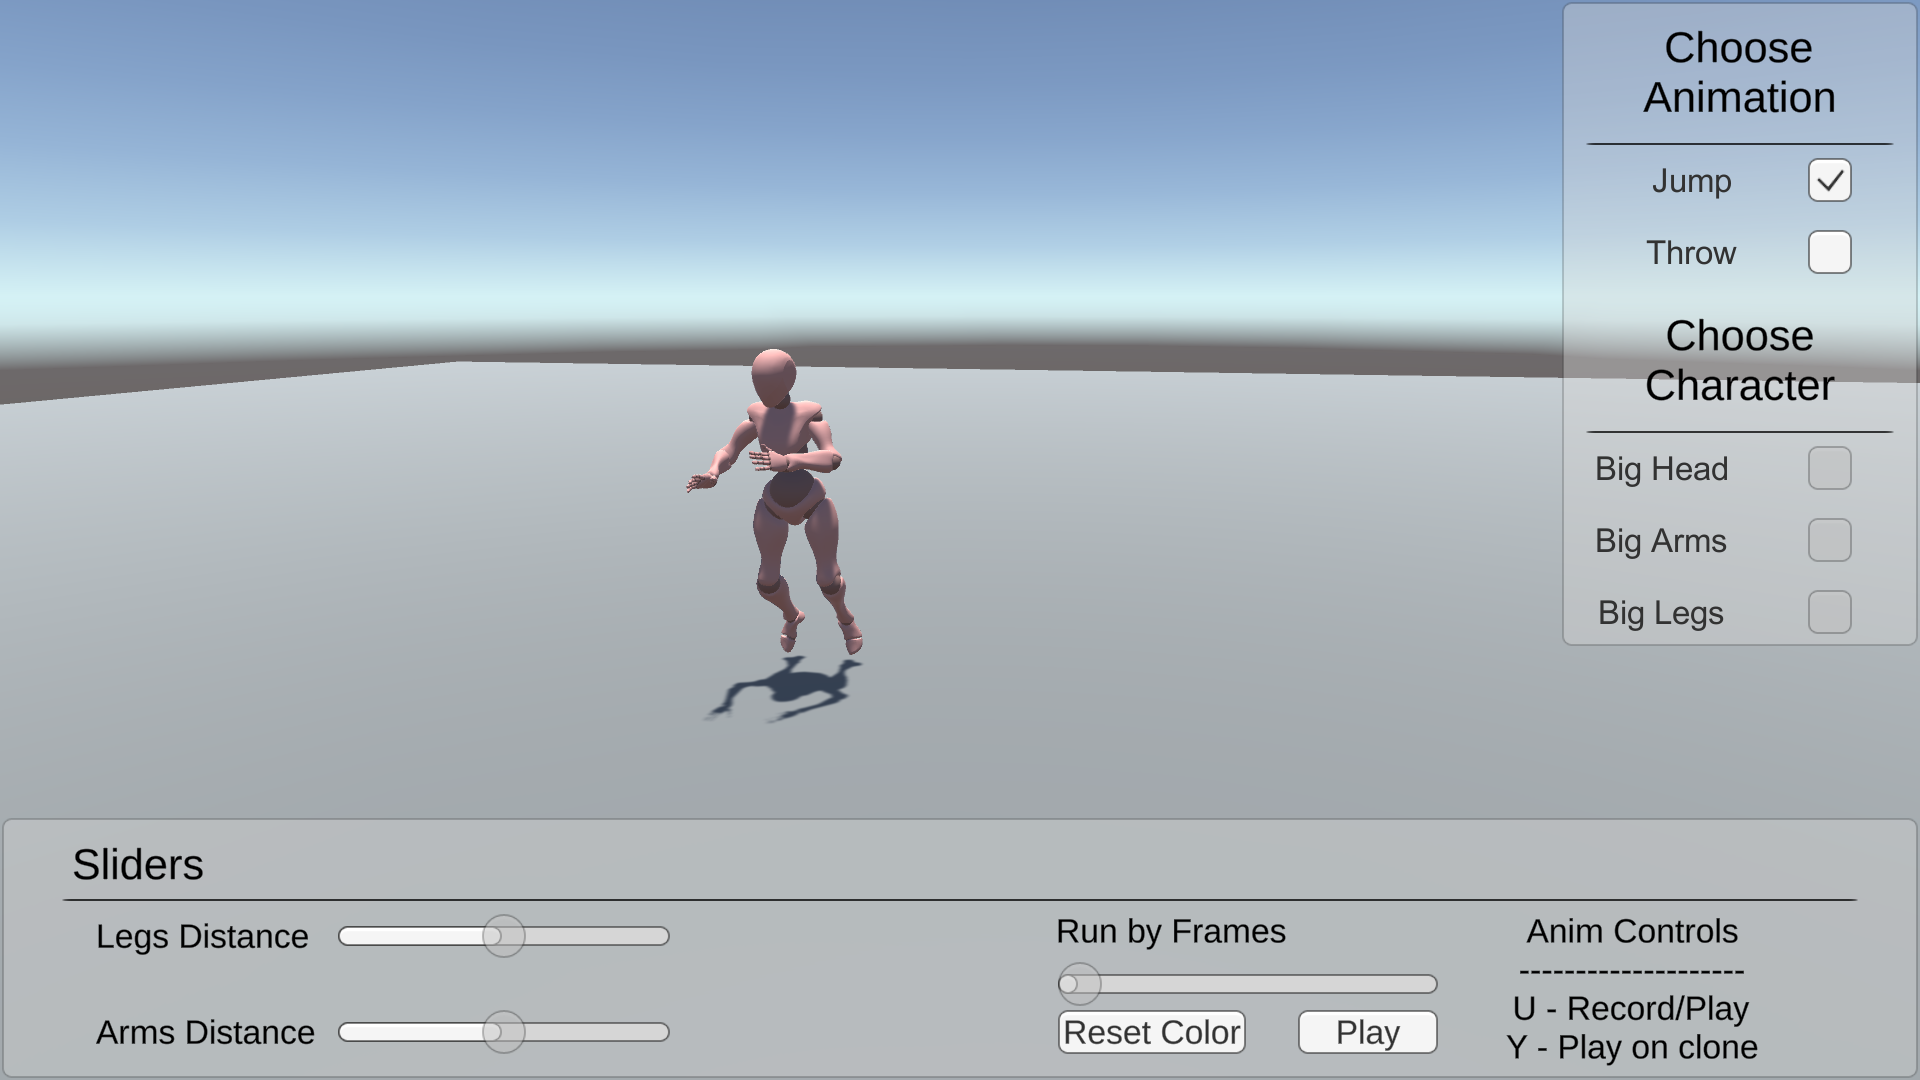 Choose
Animation
Jump
Throw
Choose
Character
Big Head
Big Arms
Big Legs
Sliders
Legs Distance
Arms Distance
Run by Frames
Reset Color
Play
Anim Controls
--------------------
U - Record/Play
Y - Play on clone